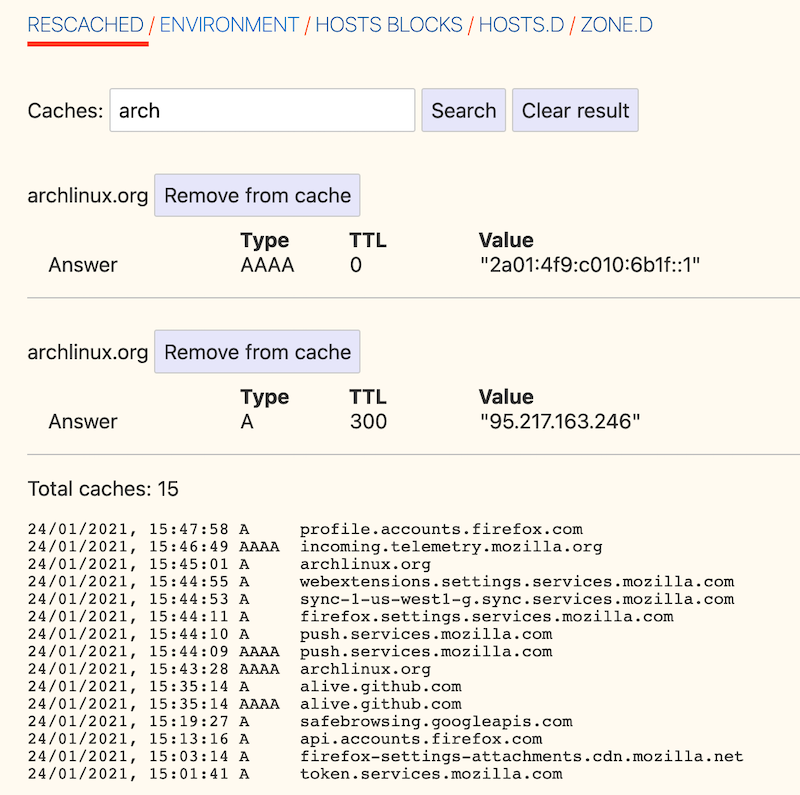 RESCACHED / ENVIRONMENT / HOSTS BLOCKS / HOSTS.D / ZONE.D
Caches: arch Search Clear result
archlinux.org Remove from cache
Type TTL Value
Answer AAAA 0 "2a01:4f9:c010:6b1f::1"
archlinux.org Remove from cache
Type TTL Value
Answer A 300 "95.217.163.246"
Total caches: 15
24/01/2021, 15:47:58 A profile.accounts.firefox.com
24/01/2021, 15:46:49 AAAA incoming.telemetry.mozilla.org
24/01/2021, 15:45:01 A archlinux.org
24/01/2021, 15:44:55 A webextensions.settings.services.mozilla.com
24/01/2021, 15:44:53 A sync-1-us-west1-g.sync.services.mozilla.com
24/01/2021, 15:44:11 A firefox.settings.services.mozilla.com
24/01/2021, 15:44:10 A push.services.mozilla.com
24/01/2021, 15:44:09 AAAA push.services.mozilla.com
24/01/2021, 15:43:28 AAAA archlinux.org
24/01/2021, 15:35:14 A alive.github.com
24/01/2021, 15:35:14 AAAA alive.github.com
24/01/2021, 15:19:27 A safebrowsing.googleapis.com
24/01/2021, 15:13:16 A api.accounts.firefox.com
24/01/2021, 15:03:14 A firefox-settings-attachments.cdn.mozilla.net
24/01/2021, 15:01:41 A token.services.mozilla.com